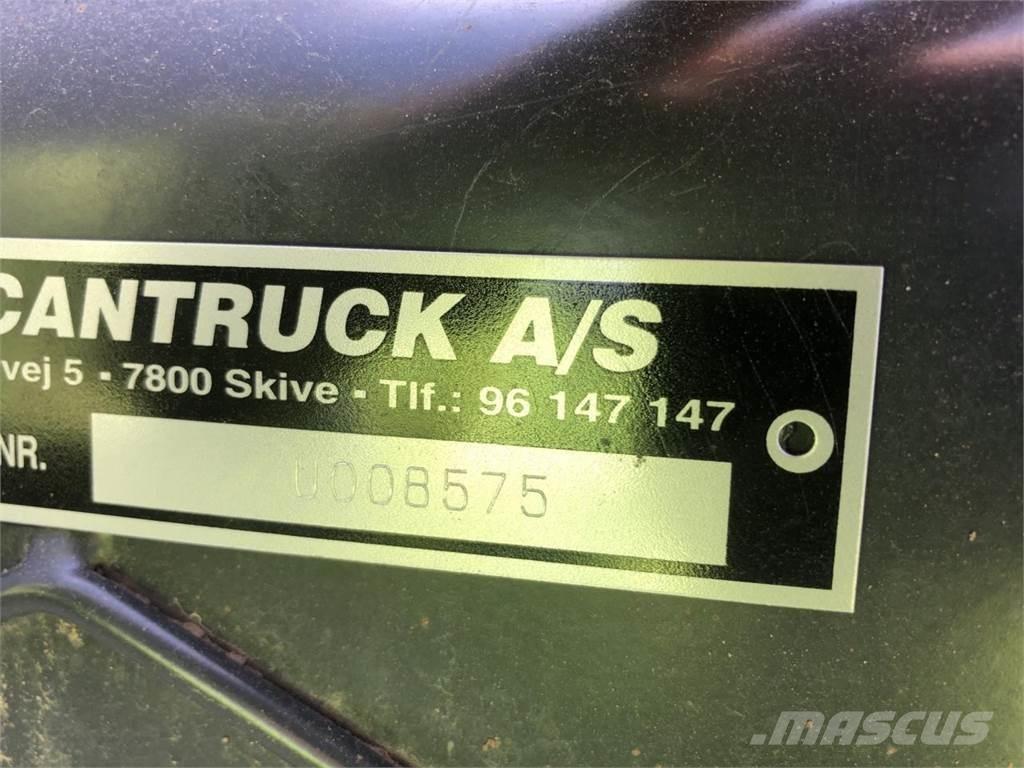 CANTRUCK A/S
vej 5 - 7800 Skive - Tlf.: 96 147 147
NR.
U008575
MASCUS